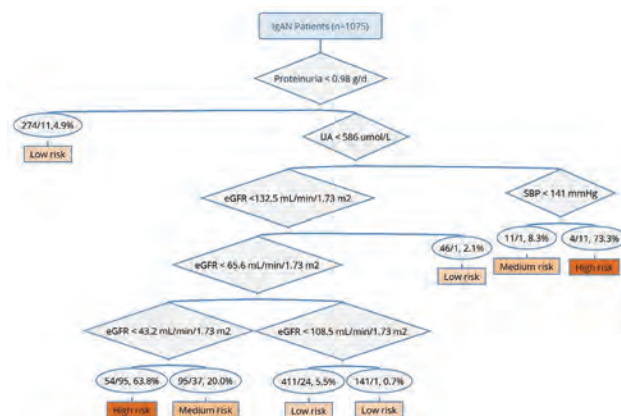 IgAN Patients (n=1075)
Proteinuria < 0.98 g/d
274/11,4.9%
UA < 586 umol/L
Low risk
eGFR <132.5 mL/min/1.73 m2
SBP < 141 mmHg
46/1, 2.1%
11/1, 8.3%
4/11, 73.3%
eGFR < 65.6 mL/min/1.73 m2
Low risk
Medium risk
High risk
eGFR < 43.2 mL/min/1.73 m2
eGFR < 108.5 mL/min/1.73 m2
54/95, 63.8%
95/37, 20.0%
411/24, 5.5%
141/1, 0.7%
High risk
Medium risk
Low risk
Low risk